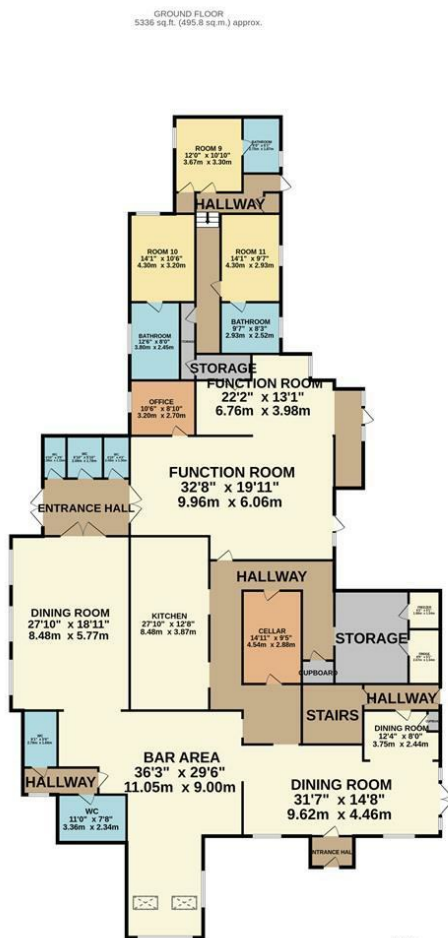 GROUND FLOOR
5336 sq.ft. (495.8 sq.m.) approx.
ROOM 9
12'0" x 10'10"
3.67m x 3.30m
BATHROOM
HALLWAY
ROOM 10
14'1" x 10'6"
4.30m x 3.20m
ROOM 11
14'1" x 9'7"
4.30m x 2.93m
BATHROOM
12'6" x 8'0"
3.80m x 2.45m
BATHROOM
9'7" x 8'3"
2.93m x 2.52m
STORAGE
FUNCTION ROOM
22'2" x 13'1"
6.76m x 3.98m
OFFICE
10'6" x 8'10"
3.20m x 2.70m
WC
WC
WC
FUNCTION ROOM
32'8" x 19'11"
9.96m x 6.06m
ENTRANCE HALL
HALLWAY
DINING ROOM
27'10" x 18'11"
8.48m x 5.77m
KITCHEN
27'10" x 12'8"
8.48m x 3.87m
CELLAR
14'11" x 9'5"
4.54m x 2.88m
STORAGE
CUPBOARD
HALLWAY
STAIRS
DINING ROOM
12'4" x 8'0"
3.75m x 2.44m
WC
BAR AREA
36'3" x 29'6"
11.05m x 9.00m
HALLWAY
DINING ROOM
31'7" x 14'8"
9.62m x 4.46m
WC
11'0" x 7'8"
3.36m x 2.34m
ENTRANCE HALL